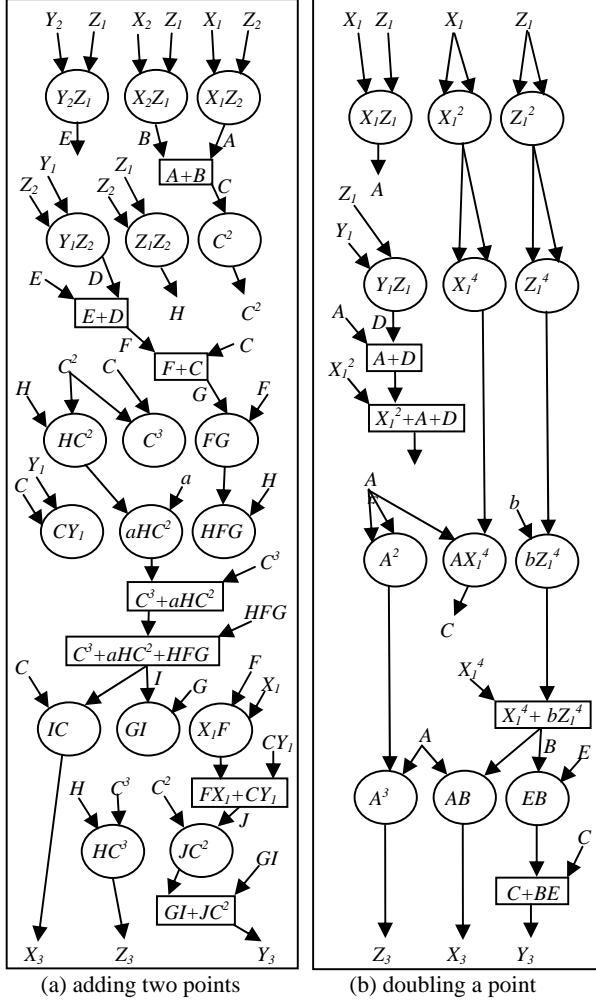 Y₂ Z₁ X₂ Z₁ X₁ Z₂
Y₂Z₁ X₂Z₁ X₁Z₂
E B A
A+B
C
Y₁ Z₁
Z₂ Z₂
Y₁Z₂ Z₁Z₂ C²
D
E H C²
E+D
F C
F+C
C² C G
H F
HC² C³ FG
Y₁ a H
C
CY₁ aHC² HFG
C³
C³+aHC²
HFG
C³+aHC²+HFG
C I G F X₁
IC GI X₁F
CY₁
FX₁+CY₁
H C³ C² J
HC³ JC² GI
GI+JC²
X₃ Z₃ Y₃
(a) adding two points
X₁ Z₁ X₁ Z₁
X₁Z₁ X₁² Z₁²
A
Z₁
Y₁
Y₁Z₁ X₁⁴ Z₁⁴
D
A
A+D
X₁²
X₁²+A+D
A b
E
A² AX₁⁴ bZ₁⁴
C
X₁⁴
X₁⁴+ bZ₁⁴
A B E
A³ AB EB
C
C+BE
Z₃ X₃ Y₃
(b) doubling a point